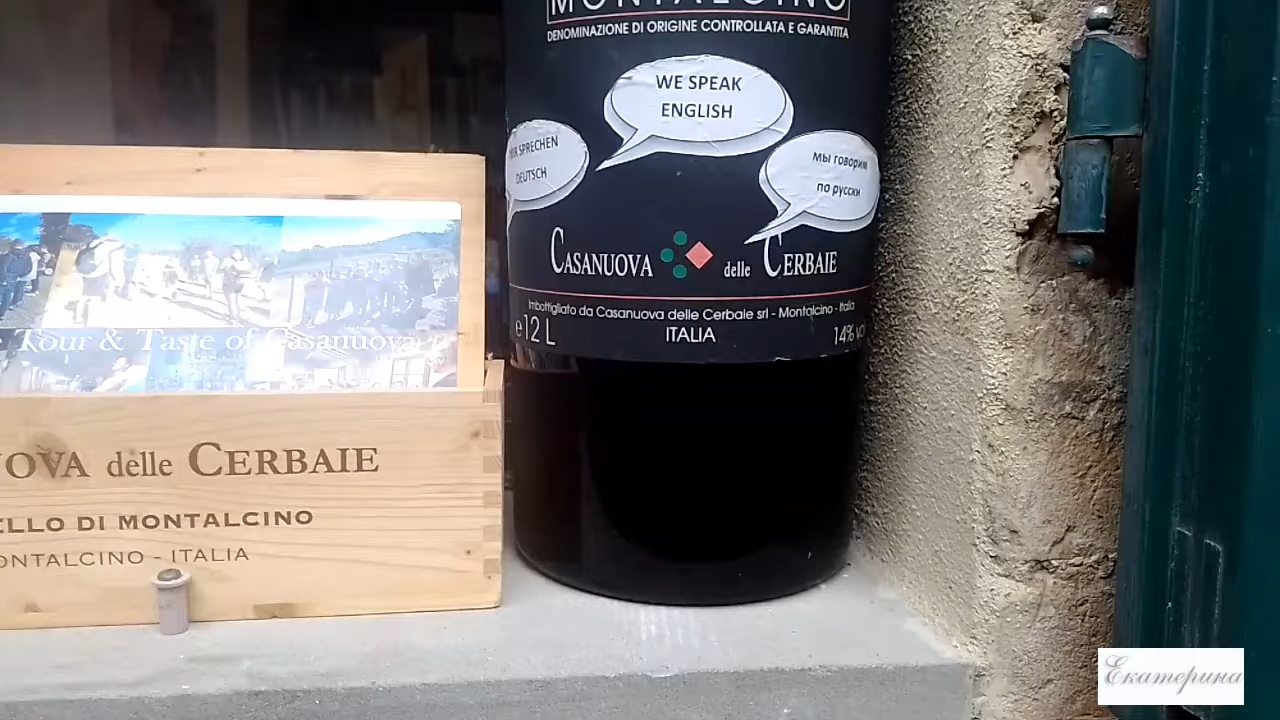 MONTALCINO
DENOMINAZIONE DI ORIGINE CONTROLLATA E GARANTITA
WE SPEAK
ENGLISH
WIR SPRECHEN
DEUTSCH
мы говорим
по русски
CASANUOVA delle CERBAIE
Imbottigliato da Casanuova delle Cerbaie srl - Montalcino - Italia
e12 L
ITALIA
14% vol
Tour & Taste of Casanuova
OVA delle CERBAIE
ELLO DI MONTALCINO
ONTALCINO - ITALIA
Екатерина